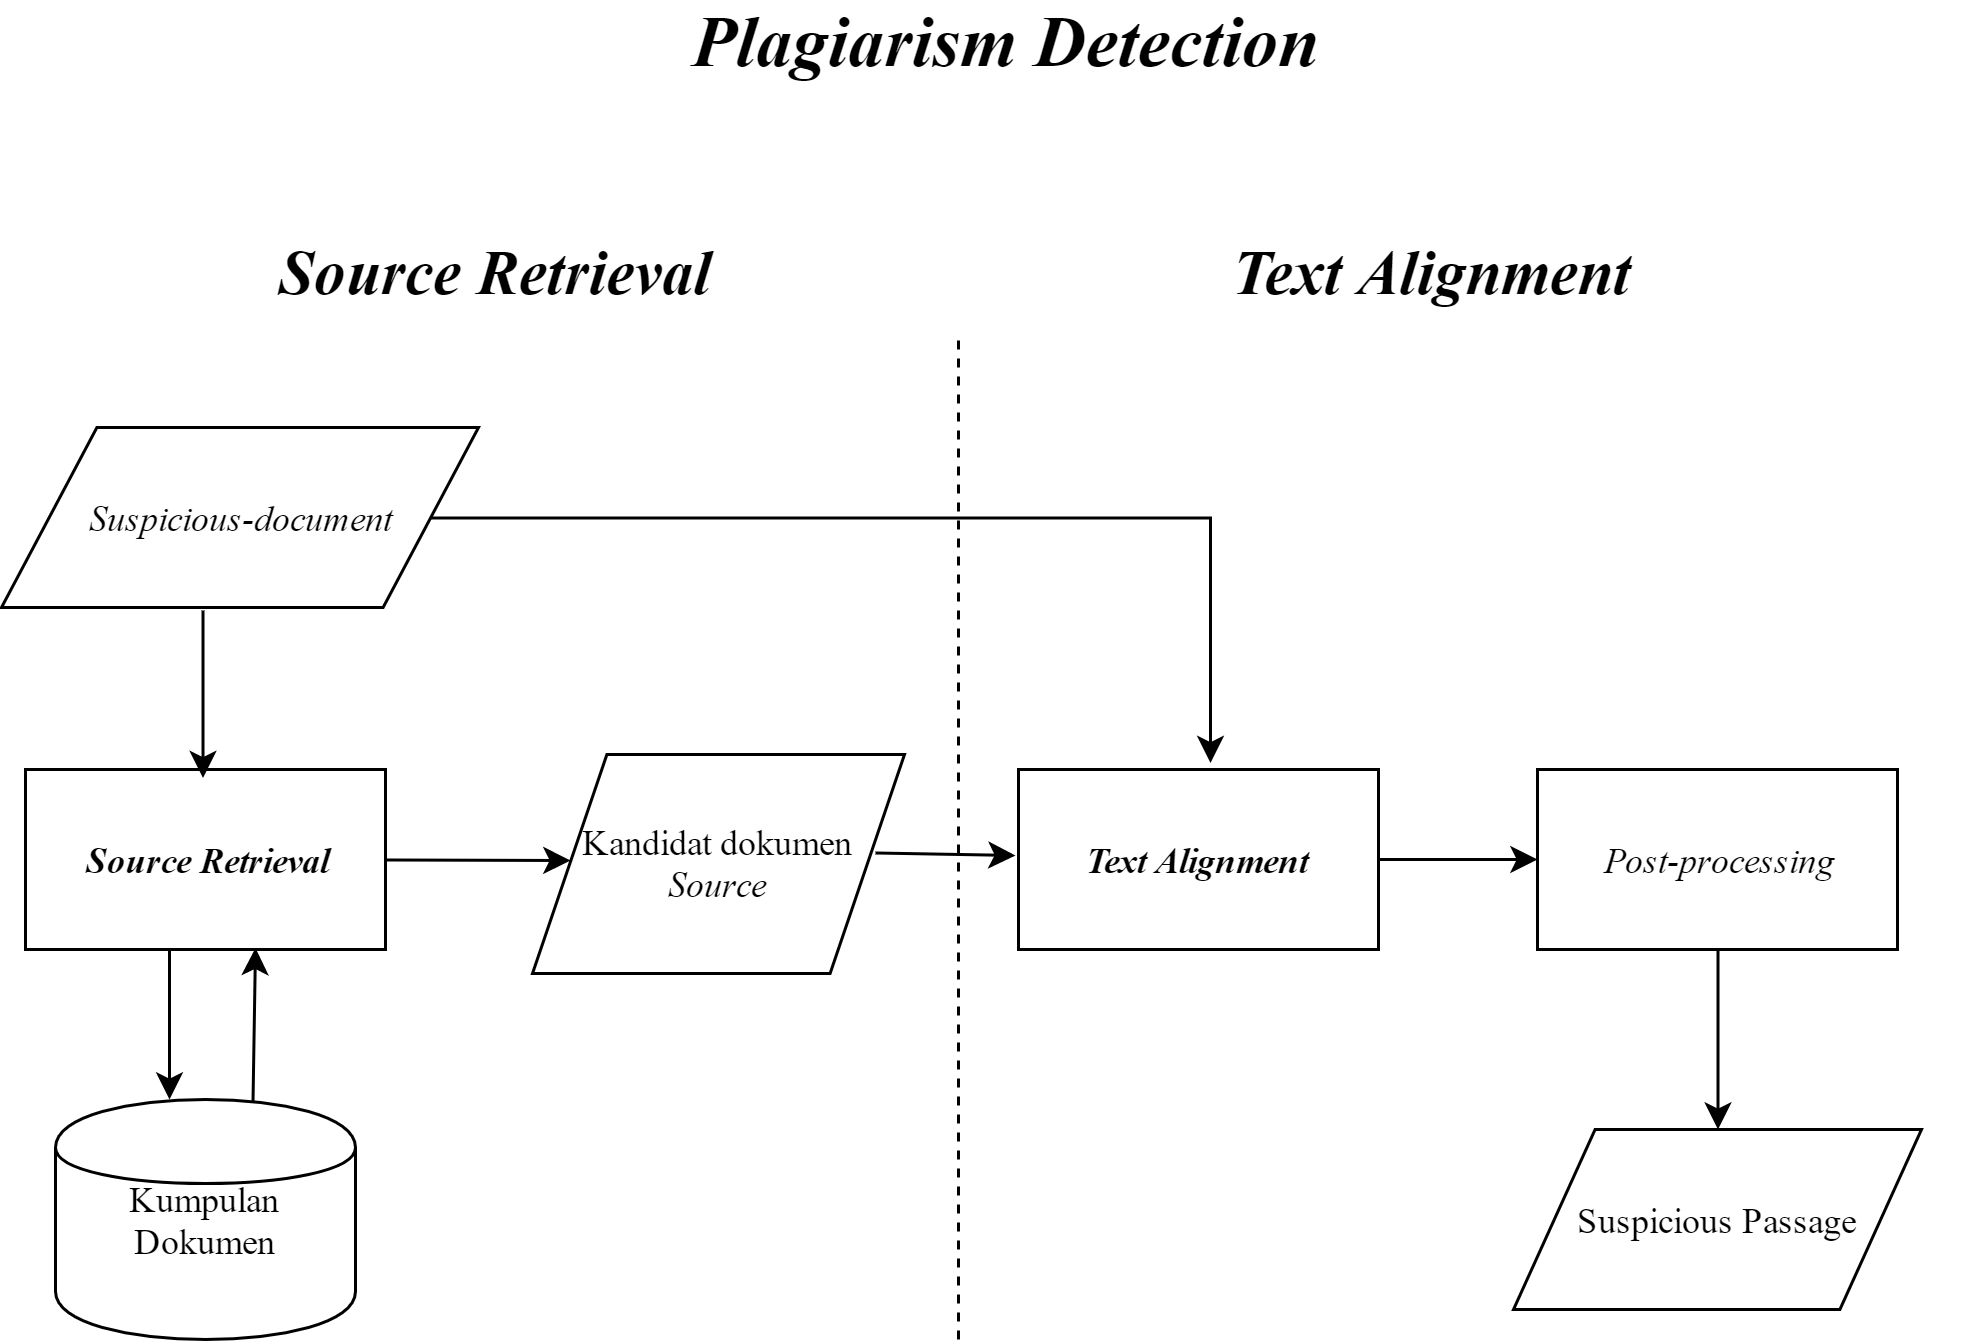 Plagiarism Detection
Source Retrieval
Text Alignment
Suspicious-document
Source Retrieval
Kandidat dokumen
Source
Text Alignment
Post-processing
Kumpulan
Dokumen
Suspicious Passage